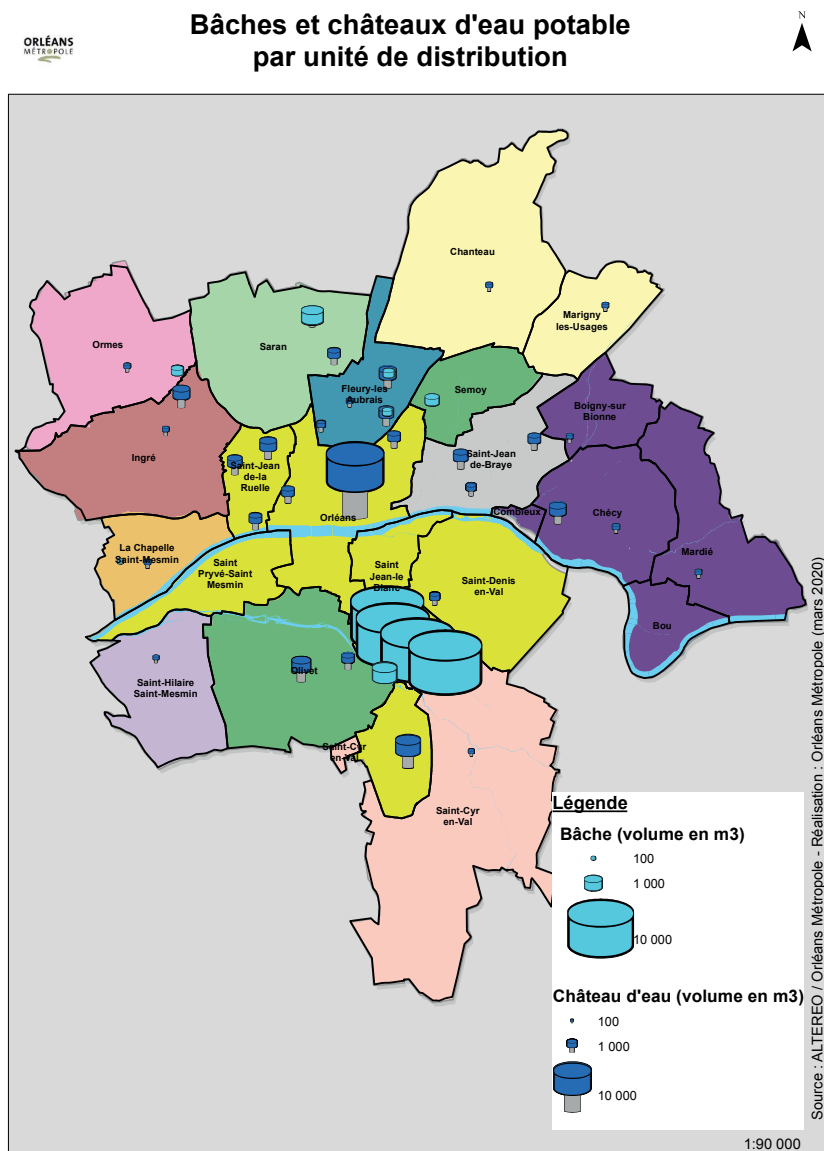 Bâches et châteaux d'eau potable
par unité de distribution
ORLÉANS
MÉTROPOLE
N
Chanteau
Marigny
les-Usages
Ormes
Saran
Fleury-les
Aubrais
Semoy
Boigny-sur
Bionne
Ingré
Saint-Jean
de-la
Ruelle
Saint-Jean
de-Braye
Orléans
Combleux
Chécy
La Chapelle
Saint-Mesmin
Mardié
Saint
Pryvé-Saint
Mesmin
Saint
Jean-le
Blanc
Saint-Denis
en-Val
Bou
Saint-Hilaire
Saint-Mesmin
Olivet
Saint-Cyr
en-Val
Saint-Cyr
en-Val
Légende
Bâche (volume en m3)
100
1 000
10 000
Château d'eau (volume en m3)
100
1 000
10 000
1:90 000
Source : ALTEREO / Orléans Métropole - Réalisation : Orléans Métropole (mars 2020)